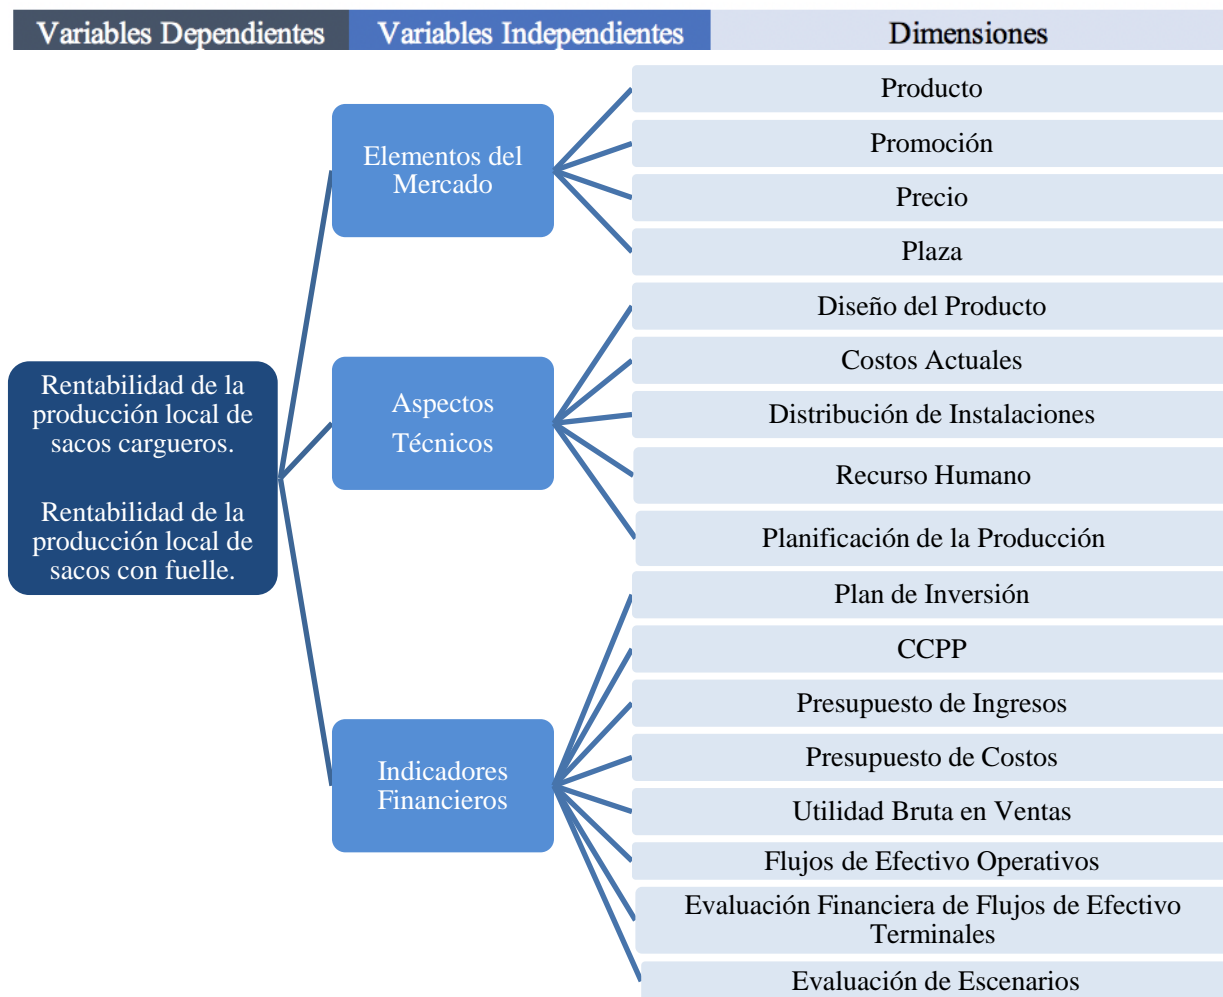 Variables Dependientes
Variables Independientes
Dimensiones
Rentabilidad de la
producción local de
sacos cargueros.
Rentabilidad de la
producción local de
sacos con fuelle.
Elementos del
Mercado
Producto
Promoción
Precio
Plaza
Aspectos
Técnicos
Diseño del Producto
Costos Actuales
Distribución de Instalaciones
Recurso Humano
Planificación de la Producción
Indicadores
Financieros
Plan de Inversión
CCPP
Presupuesto de Ingresos
Presupuesto de Costos
Utilidad Bruta en Ventas
Flujos de Efectivo Operativos
Evaluación Financiera de Flujos de Efectivo
Terminales
Evaluación de Escenarios